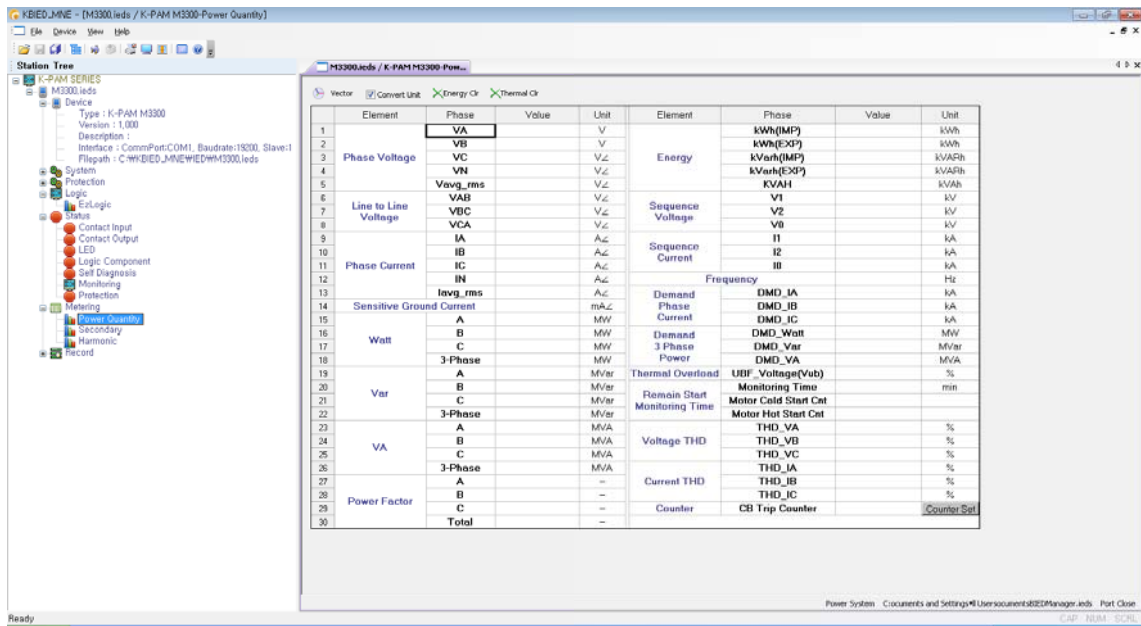 KBIED_MNE - [M3300.ieds / K-PAM M3300-Power Quantity]
File Device View Help
Station Tree
K-PAM SERIES
M3300.ieds
Device
Type : K-PAM M3300
Version : 1,000
Description :
Interface : CommPort:COM1, Baudrate:19200, Slave:1
Filepath : C:₩KBIED_MNE₩IED₩M3300.ieds
System
Protection
Logic
EzLogic
Status
Contact Input
Contact Output
LED
Logic Component
Self Diagnosis
Monitoring
Protection
Metering
Power Quantity
Secondary
Harmonic
Record
M3300.ieds / K-PAM M3300-Pow...
Vector Convert Unit Energy Clr Thermal Clr
Element Phase Value Unit Element Phase Value Unit
1 Phase Voltage VA V Energy kWh(IMP) kWh
2 VB V kWh(EXP) kWh
3 VC V∠ kVarh(IMP) kVARh
4 VN V∠ kVarh(EXP) kVARh
5 Vavg_rms V∠ KVAH kVAh
6 Line to Line Voltage VAB V∠ Sequence Voltage V1 kV
7 VBC V∠ V2 kV
8 VCA V∠ V0 kV
9 Phase Current IA A∠ Sequence Current I1 kA
10 IB A∠ I2 kA
11 IC A∠ I0 kA
12 IN A∠ Frequency Hz
13 Iavg_rms A∠ Demand Phase Current DMD_IA kA
14 Sensitive Ground Current mA∠ DMD_IB kA
15 Watt A MW DMD_IC kA
16 B MW Demand 3 Phase Power DMD_Watt MW
17 C MW DMD_Var MVar
18 3-Phase MW DMD_VA MVA
19 Var A MVar Thermal Overload UBF_Voltage(Vub) %
20 B MVar Remain Start Monitoring Time Monitoring Time min
21 C MVar Motor Cold Start Cnt
22 3-Phase MVar Motor Hot Start Cnt
23 VA A MVA Voltage THD THD_VA %
24 B MVA THD_VB %
25 C MVA THD_VC %
26 3-Phase MVA Current THD THD_IA %
27 Power Factor A - THD_IB %
28 B - THD_IC %
29 C - Counter CB Trip Counter Counter Set
30 Total -
Power System Port Close
Ready CAP NUM SCRL